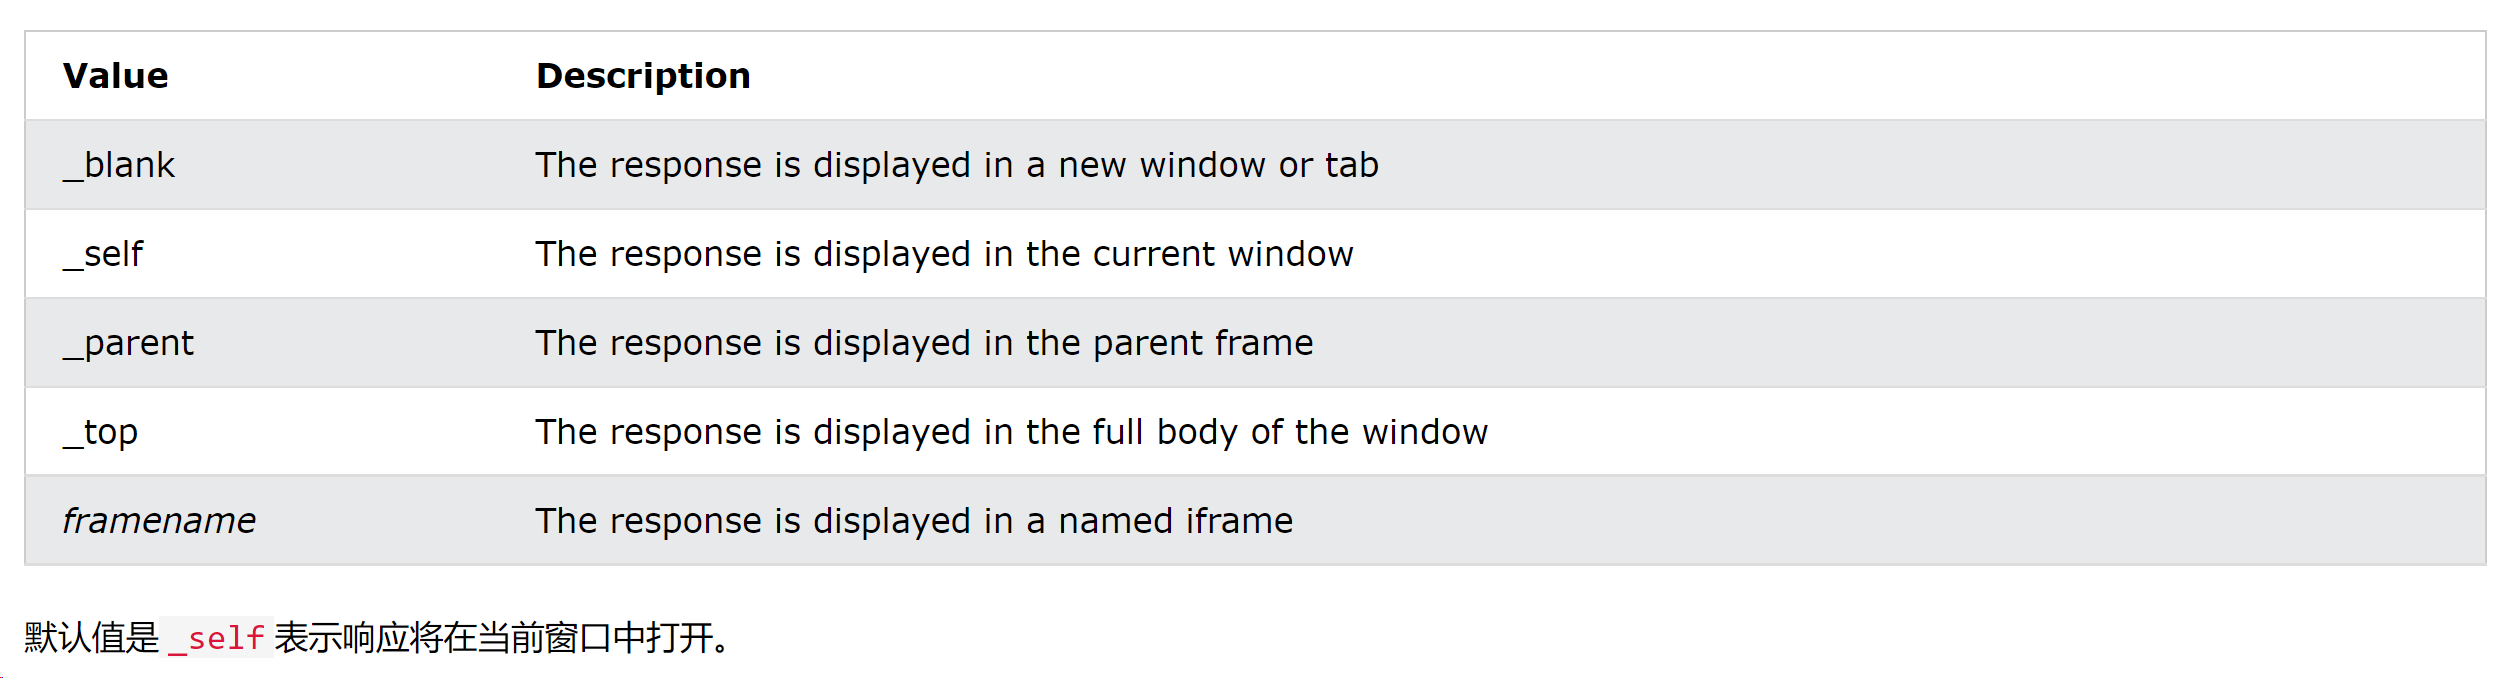 Value Description
_blank The response is displayed in a new window or tab
_self The response is displayed in the current window
_parent The response is displayed in the parent frame
_top The response is displayed in the full body of the window
framename The response is displayed in a named iframe
默认值是 _self 表示响应将在当前窗口中打开。